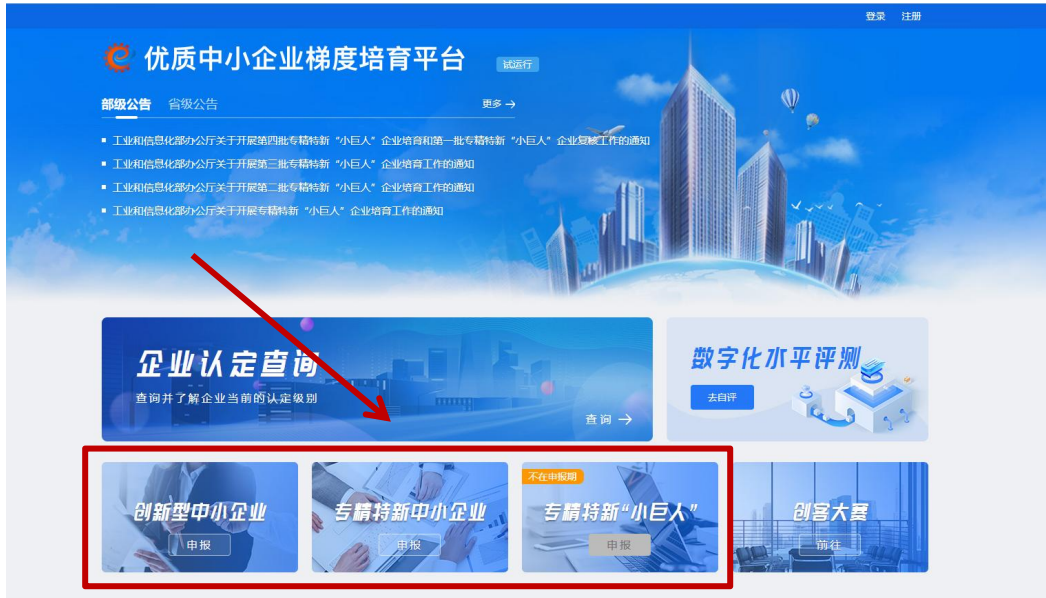 登录 注册
优质中小企业梯度培育平台 试运行
部级公告 省级公告 更多 →
工业和信息化部办公厅关于开展第四批专精特新“小巨人”企业培育和第一批专精特新“小巨人”企业复核工作的通知
工业和信息化部办公厅关于开展第三批专精特新“小巨人”企业培育工作的通知
工业和信息化部办公厅关于开展第二批专精特新“小巨人”企业培育工作的通知
工业和信息化部办公厅关于开展专精特新“小巨人”企业培育工作的通知
企业认定查询
查询并了解企业当前的认定级别
查询 →
数字化水平评测
去自评
创新型中小企业
申报
专精特新中小企业
申报
不在申报期
专精特新“小巨人”
申报
创客大赛
前往